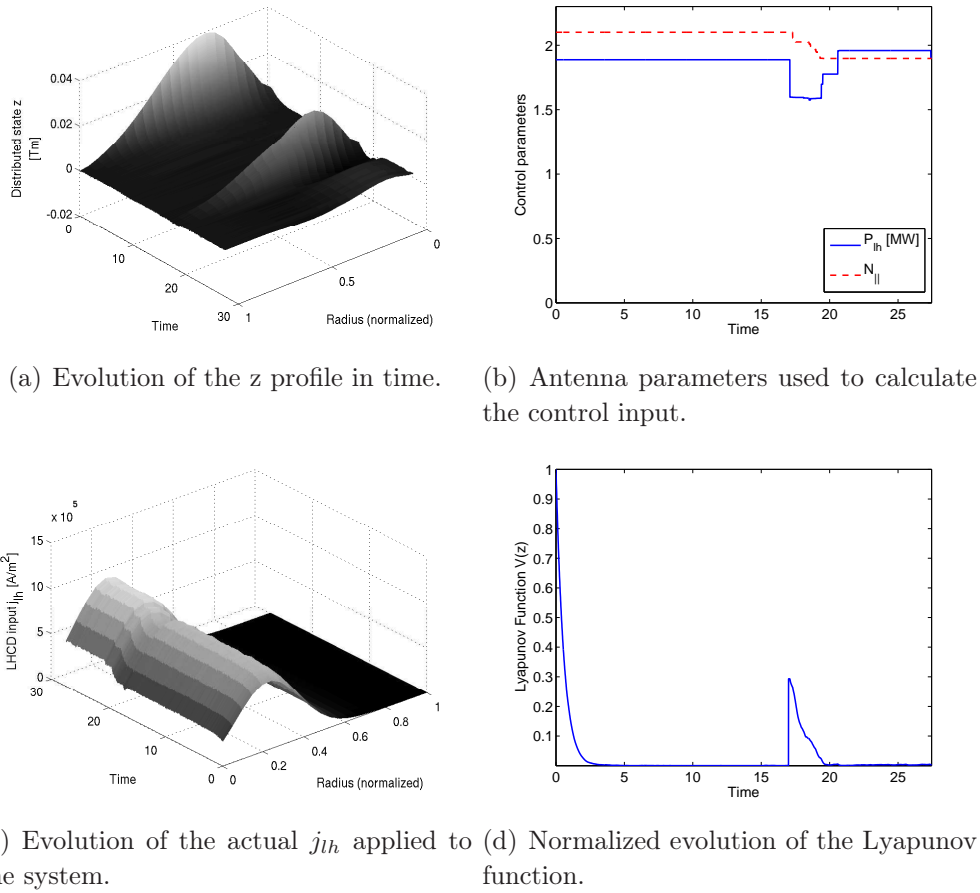 Distributed state z
[Tm]
0.04
0.02
0
-0.02
0
10
20
30
Time
1
0.5
0
Radius (normalized)
(a) Evolution of the z profile in time.
Control parameters
2
1.5
1
0.5
0
0
5
10
15
20
25
Time
P_lh [MW]
N_||
(b) Antenna parameters used to calculate
the control input.
x 10^5
LHCD input j_lh [A/m^2]
15
10
5
0
30
20
10
0
Time
0
0.2
0.4
0.6
0.8
1
Radius (normalized)
) Evolution of the actual j_{lh} applied to
ne system.
Lyapunov Function V(z)
1
0.9
0.8
0.7
0.6
0.5
0.4
0.3
0.2
0.1
0
5
10
15
20
25
Time
(d) Normalized evolution of the Lyapunov
function.